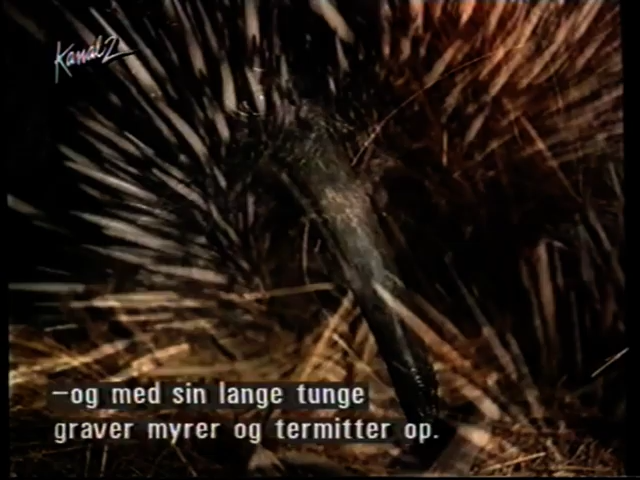 Kanal 2
–og med sin lange tunge
graver myrer og termitter op.